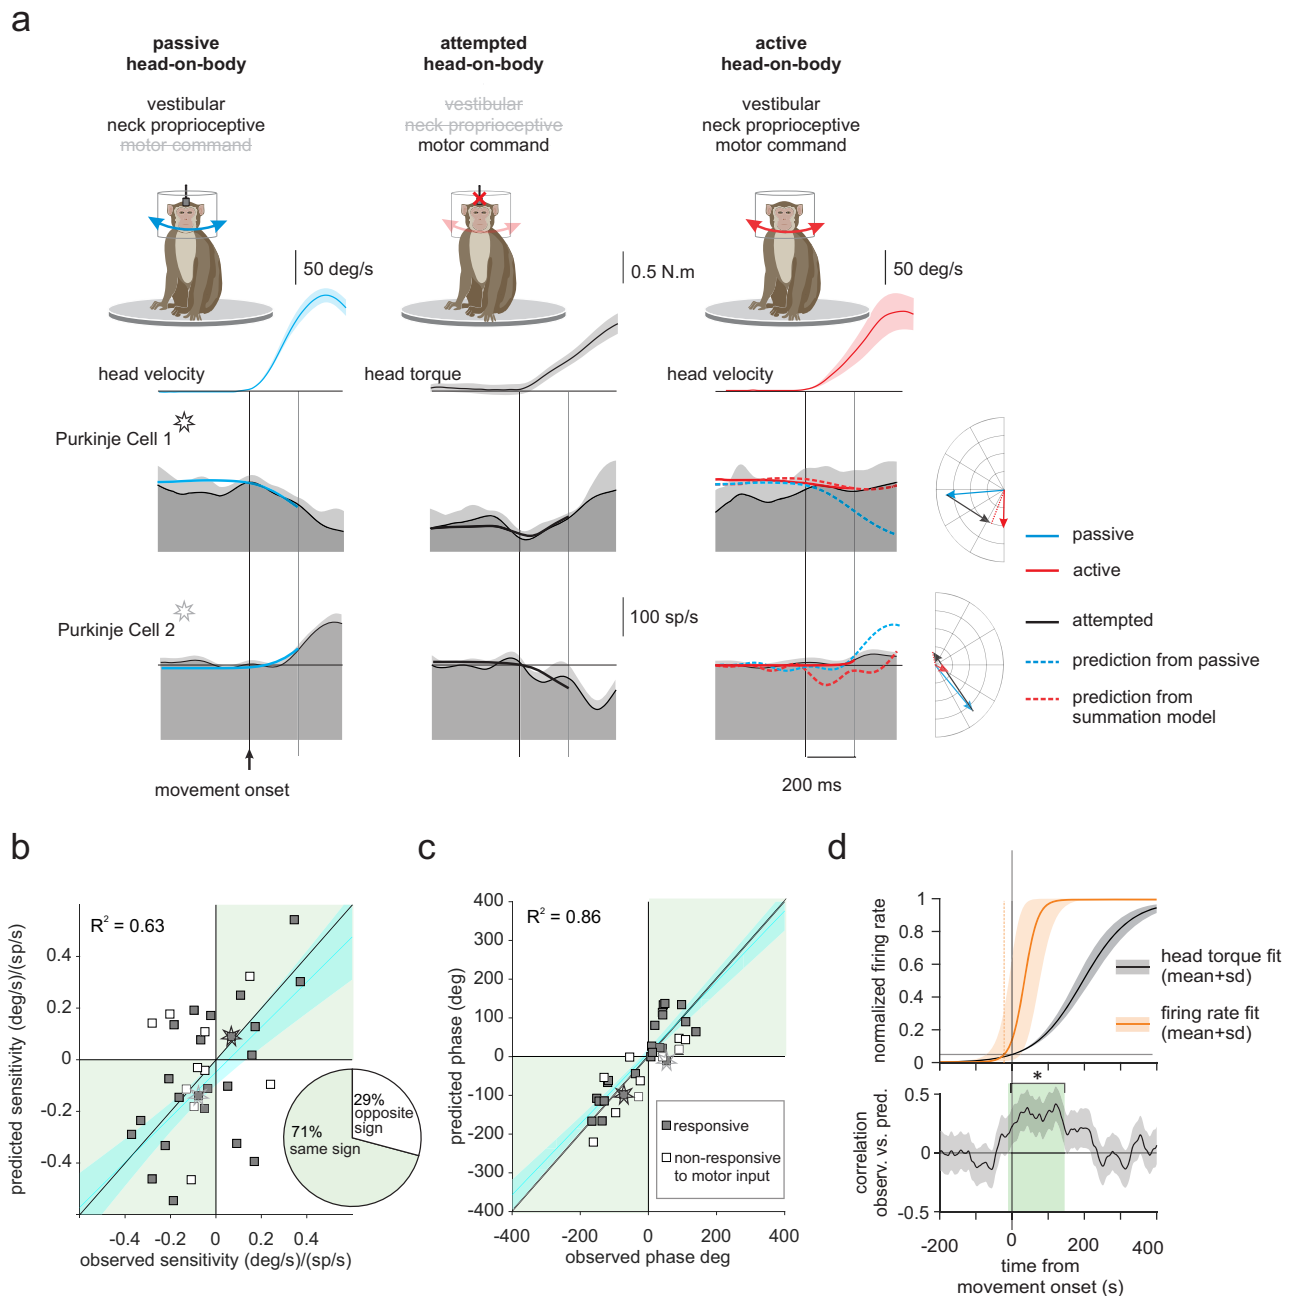 a
passive
head-on-body
attempted
head-on-body
active
head-on-body
vestibular
neck proprioceptive
motor command
vestibular
neck proprioceptive
motor command
vestibular
neck proprioceptive
motor command
50 deg/s
0.5 N.m
50 deg/s
head velocity
head torque
head velocity
Purkinje Cell 1
Purkinje Cell 2
100 sp/s
passive
active
attempted
prediction from passive
prediction from
summation model
movement onset
200 ms
b
R² = 0.63
predicted sensitivity (deg/s)/(sp/s)
0.4
0.2
0
-0.2
-0.4
29%
opposite
sign
71%
same sign
-0.4
-0.2
0
0.2
0.4
observed sensitivity (deg/s)/(sp/s)
c
R² = 0.86
predicted phase (deg)
400
300
200
100
0
-100
-200
-300
-400
responsive
non-responsive
to motor input
-400
-200
0
200
400
observed phase deg
d
normalized firing rate
1
0.8
0.6
0.4
0.2
0
head torque fit
(mean+sd)
firing rate fit
(mean+sd)
*
correlation
observ. vs. pred.
0.5
0
-0.5
-200
0
200
400
time from
movement onset (s)